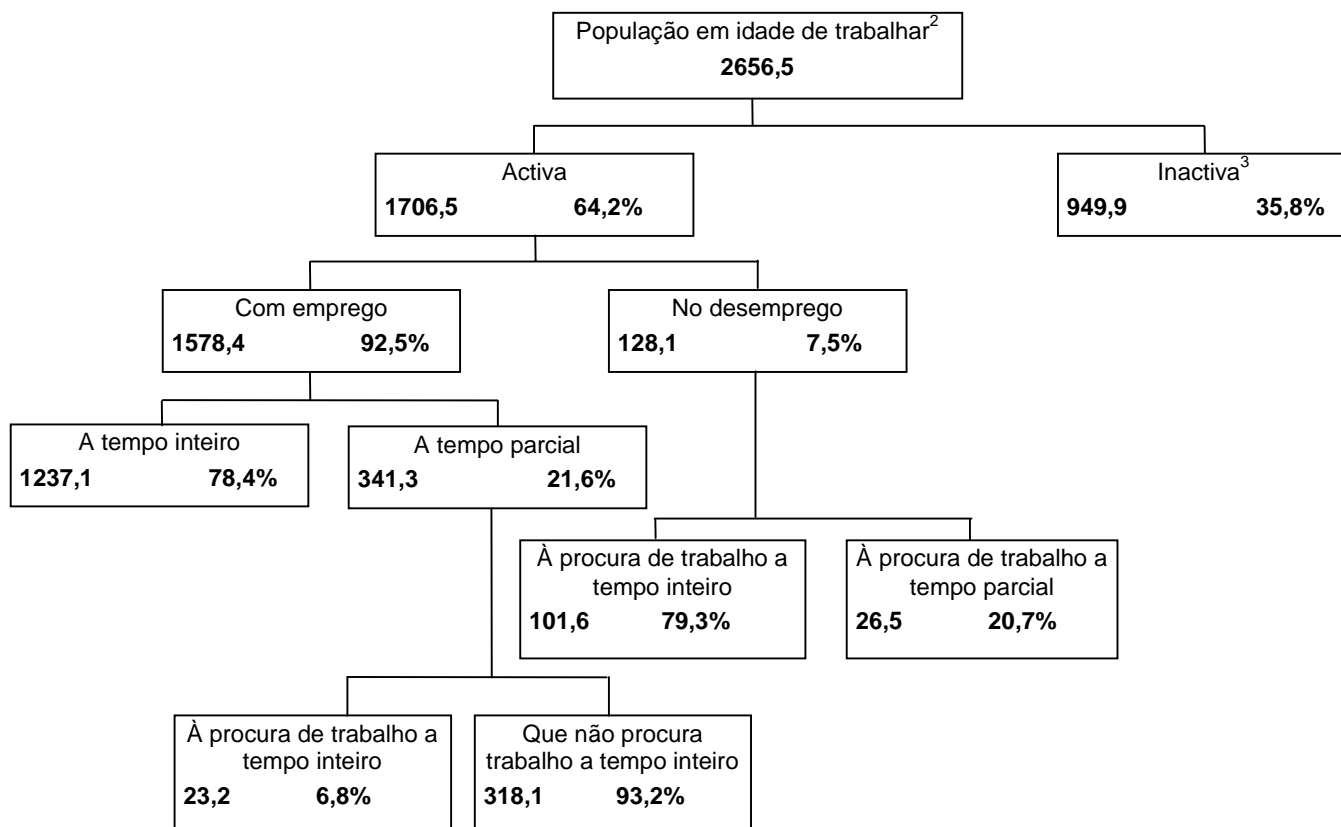 População em idade de trabalhar²
2656,5
Activa
1706,5 64,2%
Inactiva³
949,9 35,8%
Com emprego
1578,4 92,5%
No desemprego
128,1 7,5%
A tempo inteiro
1237,1 78,4%
A tempo parcial
341,3 21,6%
À procura de trabalho a
tempo inteiro
101,6 79,3%
À procura de trabalho a
tempo parcial
26,5 20,7%
À procura de trabalho a
tempo inteiro
23,2 6,8%
Que não procura
trabalho a tempo inteiro
318,1 93,2%